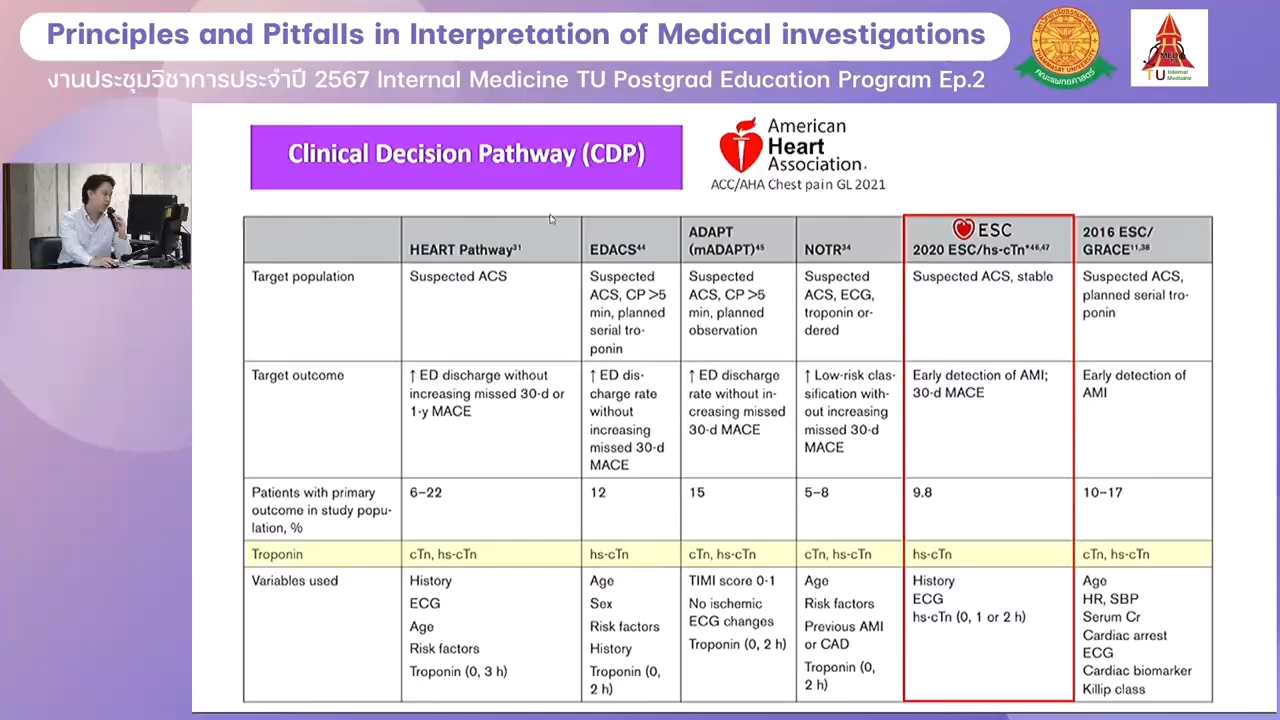 Principles and Pitfalls in Interpretation of Medical investigations
งานประชุมวิชาการประจำปี 2567 Internal Medicine TU Postgrad Education Program Ep.2
MED
TU Internal
Medicine
Clinical Decision Pathway (CDP)
American
Heart
Association.
ACC/AHA Chest pain GL 2021
HEART Pathway31
EDACS44
ADAPT
(mADAPT)45
NOTR34
ESC
2020 ESC/hs-cTn*46,47
2016 ESC/
GRACE11,38
Target population
Suspected ACS
Suspected
ACS, CP >5
min, planned
serial tro-
ponin
Suspected
ACS, CP >5
min, planned
observation
Suspected
ACS, ECG,
troponin or-
dered
Suspected ACS, stable
Suspected ACS,
planned serial tro-
ponin
Target outcome
↑ ED discharge without
increasing missed 30-d or
1-y MACE
↑ ED dis-
charge rate
without
increasing
missed 30-d
MACE
↑ ED discharge
rate without in-
creasing missed
30-d MACE
↑ Low-risk clas-
sification with-
out increasing
missed 30-d
MACE
Early detection of AMI;
30-d MACE
Early detection of
AMI
Patients with primary
outcome in study popu-
lation, %
6–22
12
15
5–8
9.8
10–17
Troponin
cTn, hs-cTn
hs-cTn
cTn, hs-cTn
cTn, hs-cTn
hs-cTn
cTn, hs-cTn
Variables used
History
ECG
Age
Risk factors
Troponin (0, 3 h)
Age
Sex
Risk factors
History
Troponin (0,
2 h)
TIMI score 0-1
No ischemic
ECG changes
Troponin (0, 2 h)
Age
Risk factors
Previous AMI
or CAD
Troponin (0,
2 h)
History
ECG
hs-cTn (0, 1 or 2 h)
Age
HR, SBP
Serum Cr
Cardiac arrest
ECG
Cardiac biomarker
Killip class